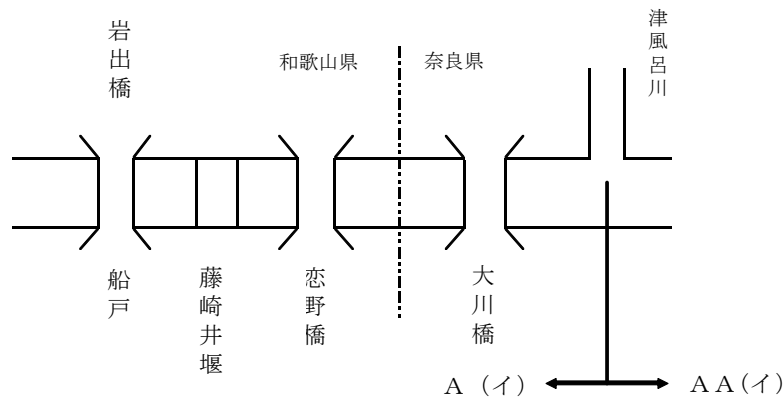 岩出橋
和歌山県
奈良県
津風呂川
船戸
藤崎井堰
恋野橋
大川橋
A (イ)
AA(イ)